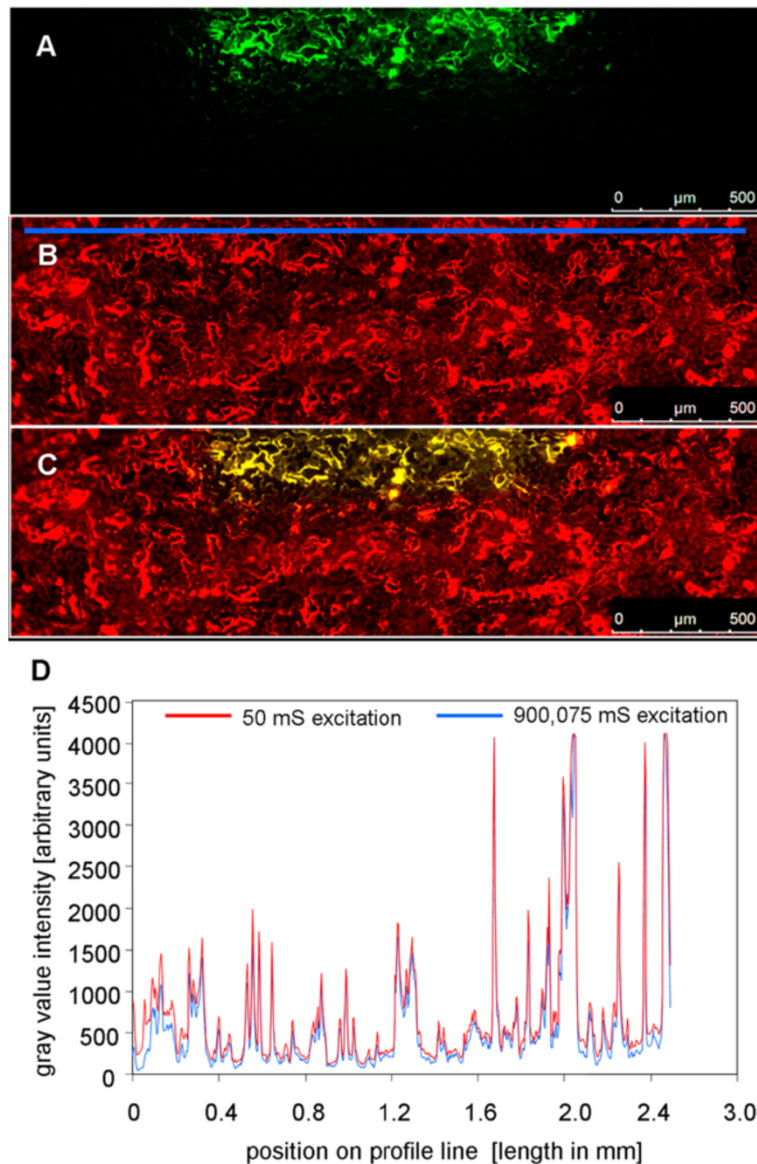 A
0 µm 500
B
0 µm 500
C
0 µm 500
D
gray value intensity [arbitrary units]
4500
4000
3500
3000
2500
2000
1500
1000
500
0
50 mS excitation 900,075 mS excitation
0 0.4 0.8 1.2 1.6 2.0 2.4 3.0
position on profile line [length in mm]